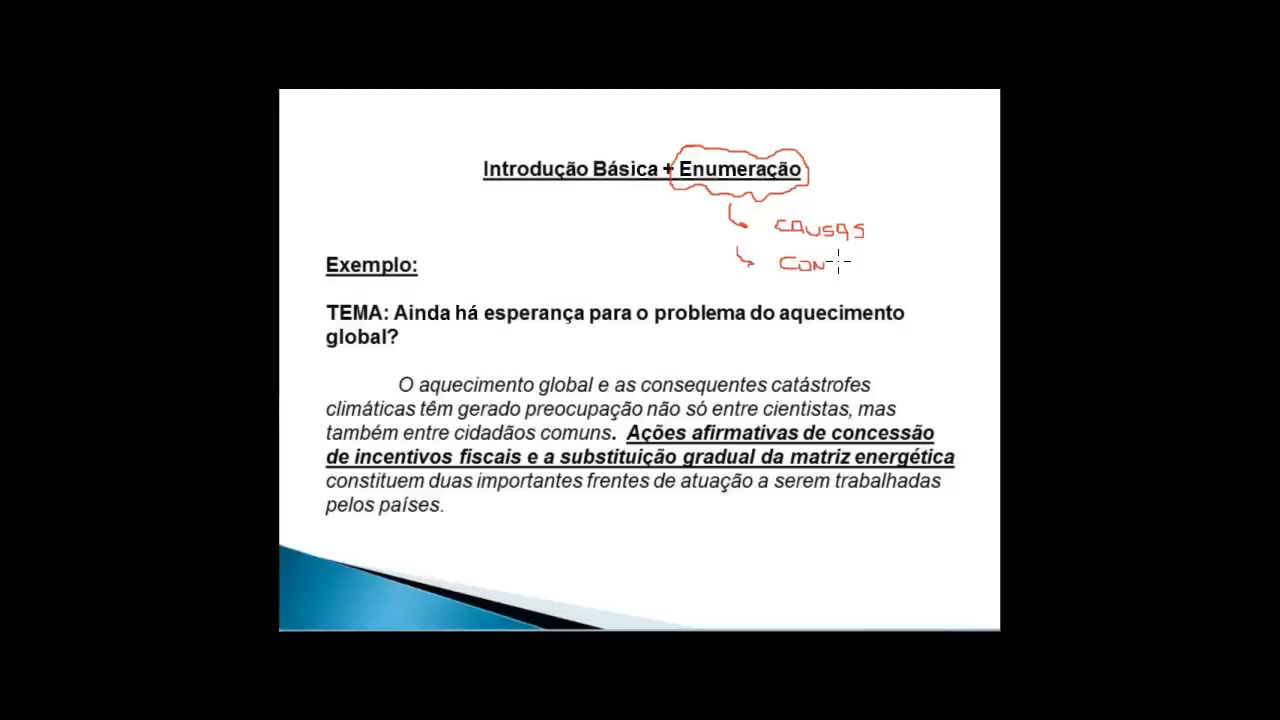 Introdução Básica + Enumeração
CAUSAS
CON
Exemplo:
TEMA: Ainda há esperança para o problema do aquecimento
global?
O aquecimento global e as consequentes catástrofes
climáticas têm gerado preocupação não só entre cientistas, mas
também entre cidadãos comuns. Ações afirmativas de concessão
de incentivos fiscais e a substituição gradual da matriz energética
constituem duas importantes frentes de atuação a serem trabalhadas
pelos países.